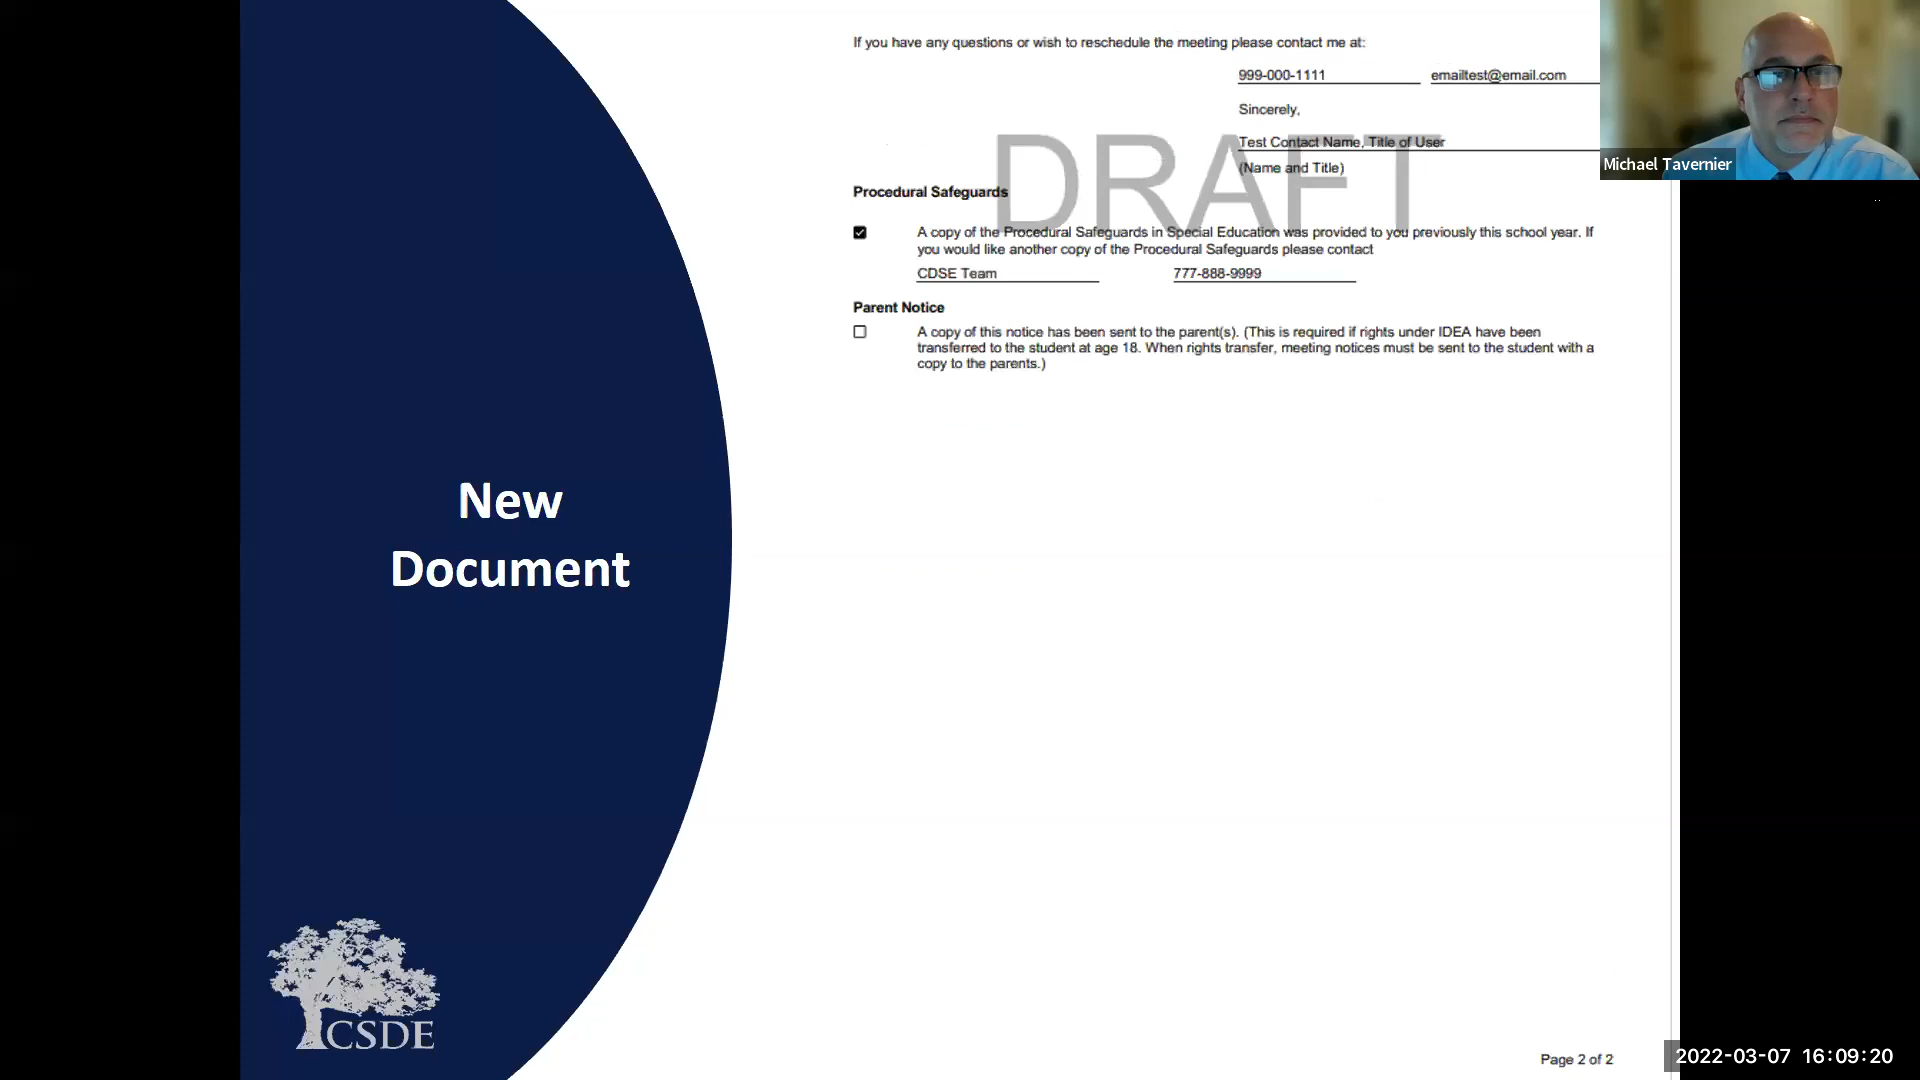 If you have any questions or wish to reschedule the meeting please contact me at:
999-000-1111 emailtest@email.com
Sincerely,
Test Contact Name, Title of User
(Name and Title)
DRAFT
Procedural Safeguards
A copy of the Procedural Safeguards in Special Education was provided to you previously this school year. If
you would like another copy of the Procedural Safeguards please contact
CDSE Team 777-888-9999
Parent Notice
A copy of this notice has been sent to the parent(s). (This is required if rights under IDEA have been
transferred to the student at age 18. When rights transfer, meeting notices must be sent to the student with a
copy to the parents.)
New
Document
CSDE
Page 2 of 2
Michael Tavernier
2022-03-07 16:09:20